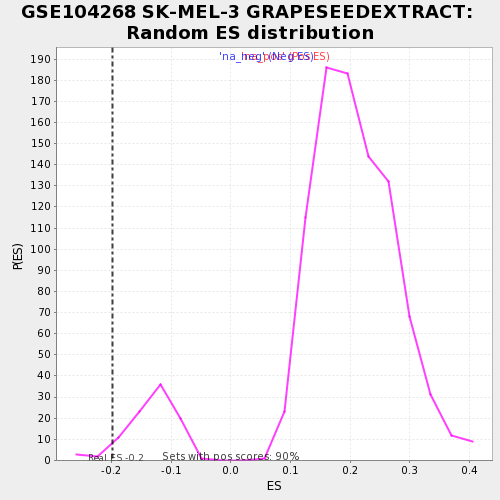 GSE104268 SK-MEL-3 GRAPESEEDEXTRACT:
Random ES distribution
190
180
170
160
150
140
130
120
110
100
90
80
70
60
50
40
30
20
10
0
P(ES)
Real ES -0.2
Sets with pos scores: 90%
-0.2 -0.1 0.0 0.1 0.2 0.3 0.4
ES